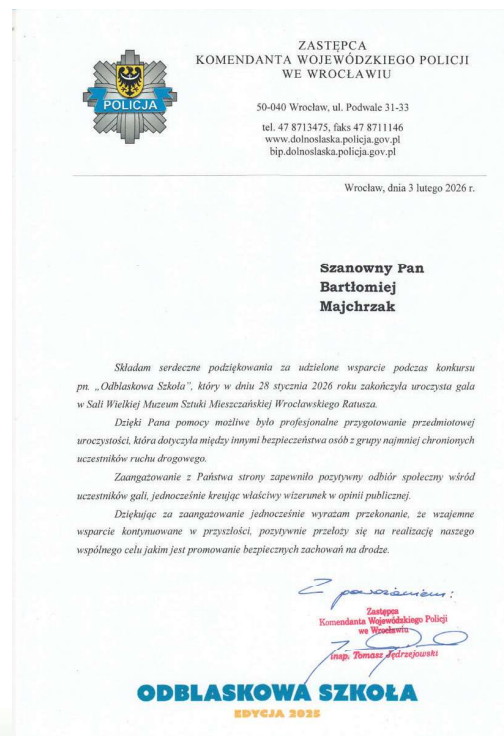 POLICJA
ZASTĘPCA
KOMENDANTA WOJEWÓDZKIEGO POLICJI
WE WROCŁAWIU
50-040 Wrocław, ul. Podwale 31-33
tel. 47 8713475, faks 47 8711146
www.dolnoslaska.policja.gov.pl
bip.dolnoslaska.policja.gov.pl
Wrocław, dnia 3 lutego 2026 r.
Szanowny Pan
Bartłomiej
Majchrzak
Składam serdeczne podziękowania za udzielone wsparcie podczas konkursu
pn. „Odblaskowa Szkoła”, który w dniu 28 stycznia 2026 roku zakończyła uroczysta gala
w Sali Wielkiej Muzeum Sztuki Mieszczańskiej Wrocławskiego Ratusza.
Dzięki Pana pomocy możliwe było profesjonalne przygotowanie przedmiotowej
uroczystości, która dotyczyła między innymi bezpieczeństwa osób z grupy najmniej chronionych
uczestników ruchu drogowego.
Zaangażowanie z Państwa strony zapewniło pozytywny odbiór społeczny wśród
uczestników gali, jednocześnie kreując właściwy wizerunek w opinii publicznej.
Dziękując za zaangażowanie jednocześnie wyrażam przekonanie, że wzajemne
wsparcie kontynuowane w przyszłości, pozytywnie przełoży się na realizację naszego
wspólnego celu jakim jest promowanie bezpiecznych zachowań na drodze.
Z poważaniem:
Zastępca
Komendanta Wojewódzkiego Policji
we Wrocławiu
insp. Tomasz Jędrzejowski
ODBLASKOWA SZKOŁA
EDYCJA 2025